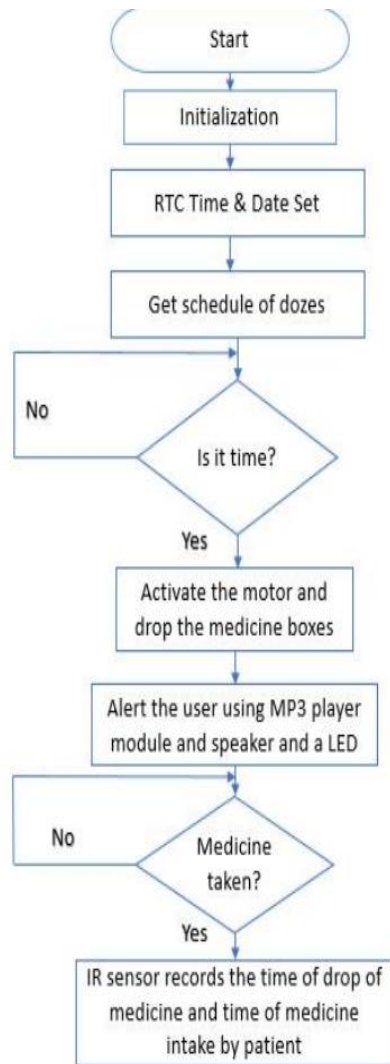 Start
Initialization
RTC Time & Date Set
Get schedule of dozes
No
Is it time?
Yes
Activate the motor and
drop the medicine boxes
Alert the user using MP3 player
module and speaker and a LED
No
Medicine
taken?
Yes
IR sensor records the time of drop of
medicine and time of medicine
intake by patient